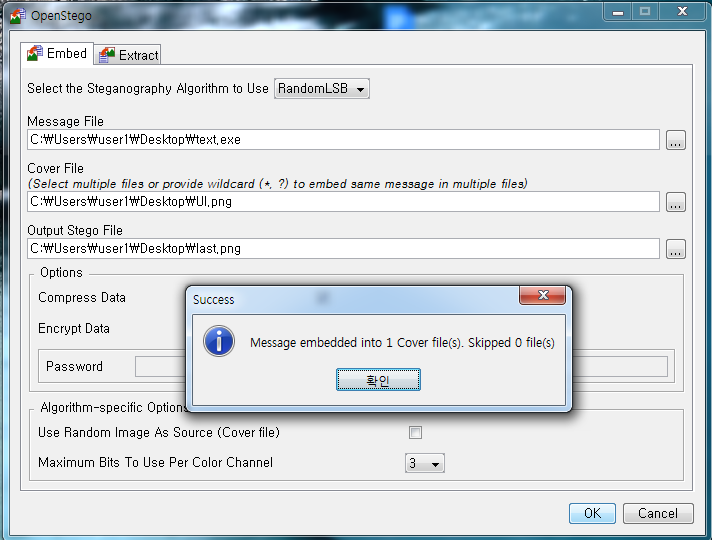 OpenStego
Embed
Extract
Select the Steganography Algorithm to Use RandomLSB
Message File
C:₩Users₩user1₩Desktop₩text.exe
...
Cover File
(Select multiple files or provide wildcard (*, ?) to embed same message in multiple files)
C:₩Users₩user1₩Desktop₩UI.png
...
Output Stego File
C:₩Users₩user1₩Desktop₩last.png
...
Options
Compress Data
Encrypt Data
Password
Success
Message embedded into 1 Cover file(s). Skipped 0 file(s)
확인
Algorithm-specific Options
Use Random Image As Source (Cover file)
Maximum Bits To Use Per Color Channel 3
OK
Cancel